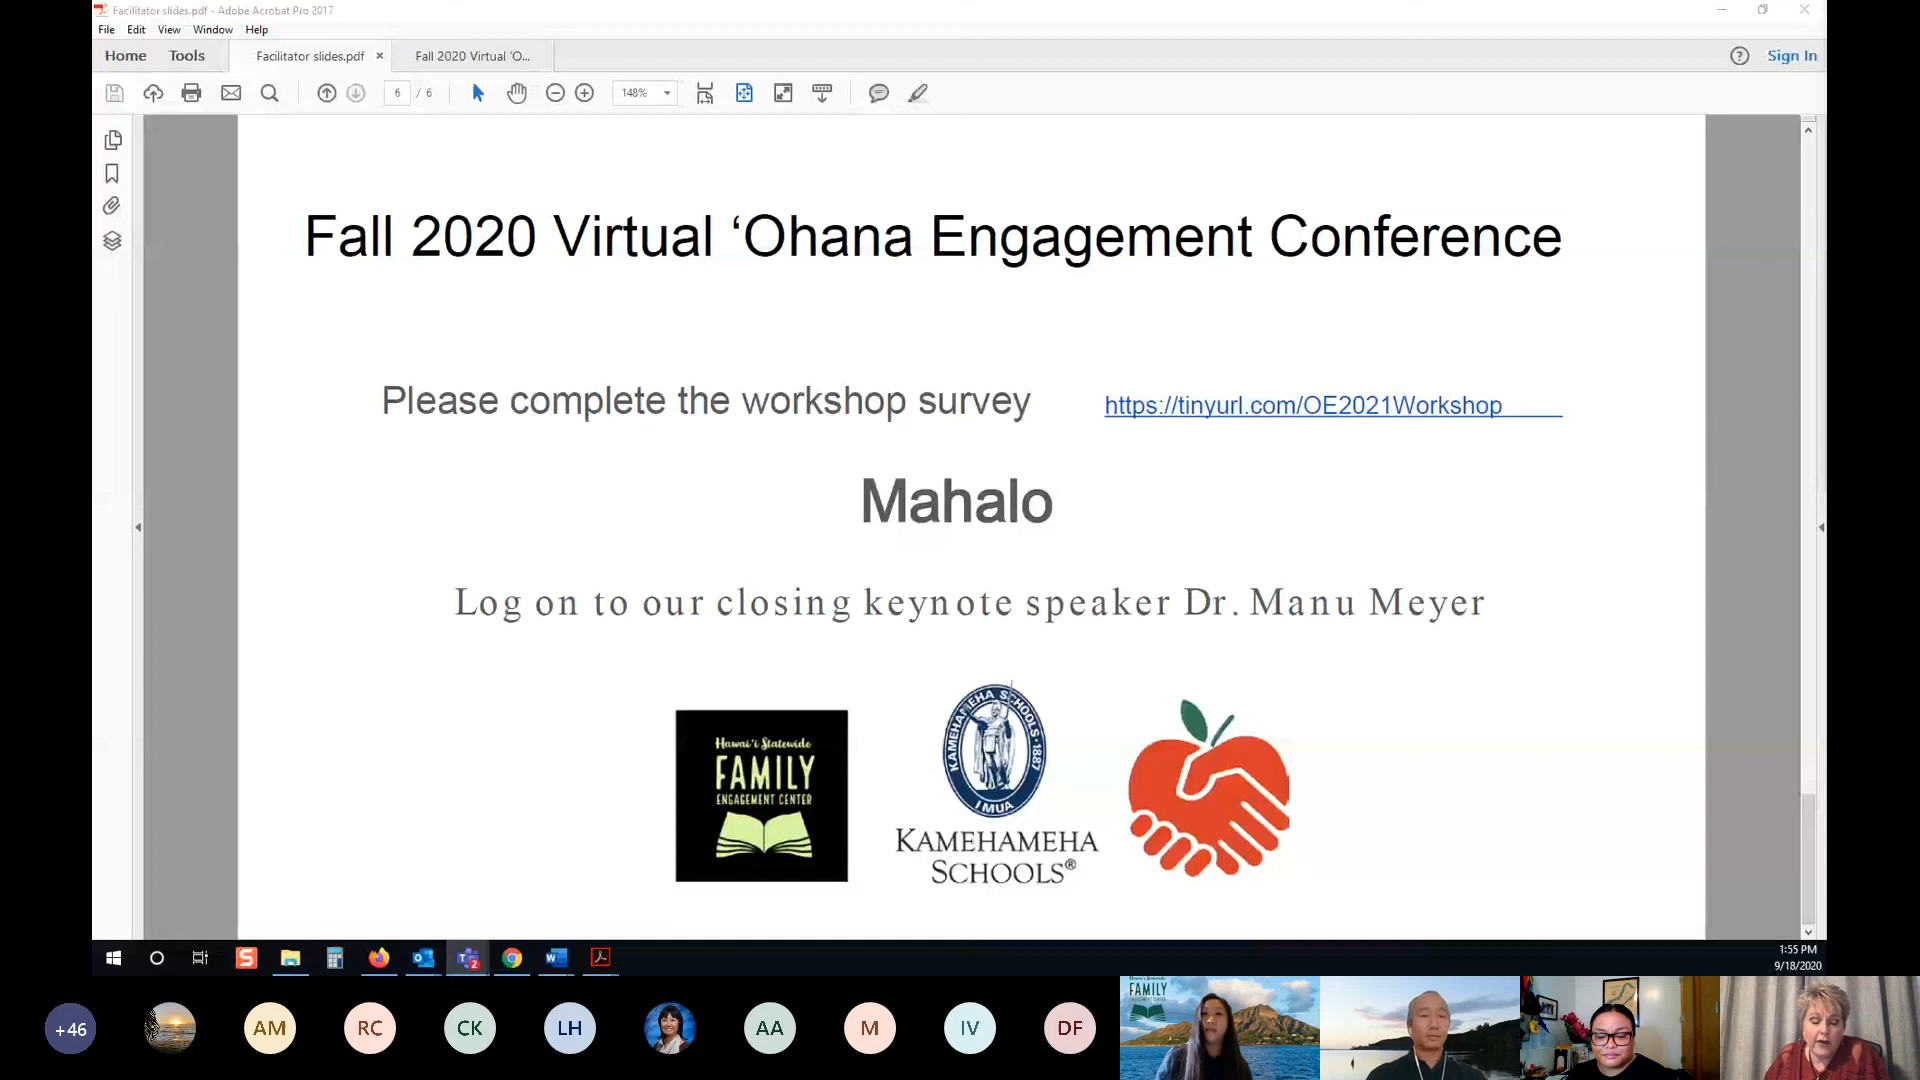 Facilitator slides.pdf - Adobe Acrobat Pro 2017
File Edit View Window Help
Home Tools Facilitator slides.pdf × Fall 2020 Virtual 'O... Sign In
6 / 6 148%
Fall 2020 Virtual ‘Ohana Engagement Conference
Please complete the workshop survey https://tinyurl.com/OE2021Workshop
Mahalo
Log on to our closing keynote speaker Dr. Manu Meyer
Hawai'i Statewide
FAMILY
ENGAGEMENT CENTER
KAMEHAMEHA SCHOOLS • 1887
IMUA
KAMEHAMEHA
SCHOOLS®
1:55 PM
9/18/2020
+46 AM RC CK LH AA M IV DF
Hawai'i Statewide
FAMILY
ENGAGEMENT CENTER